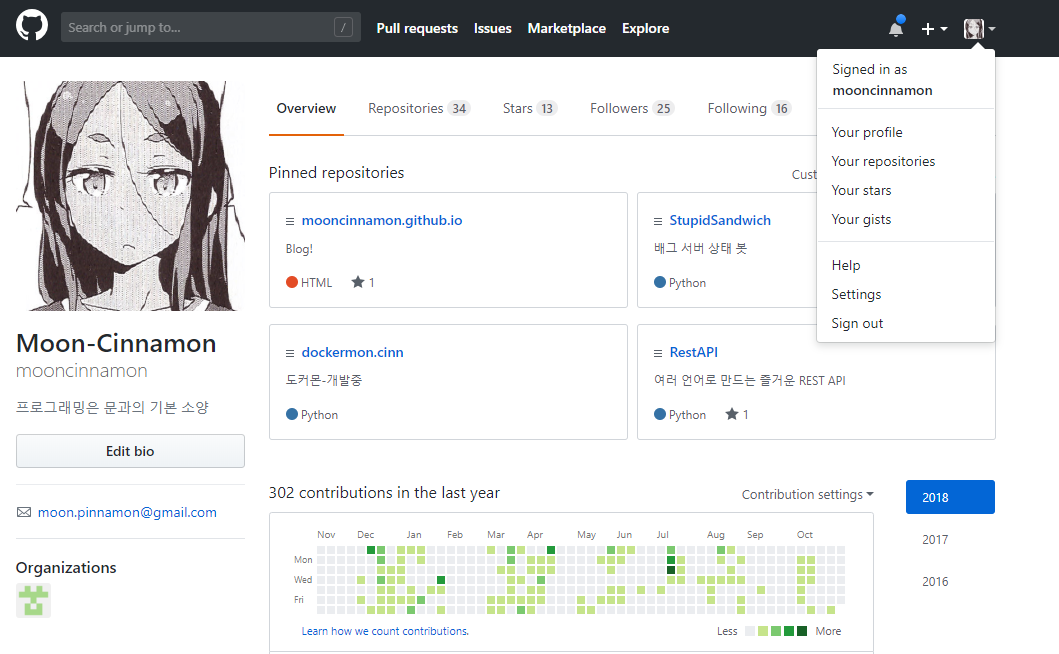 Search or jump to... /
Pull requests Issues Marketplace Explore
Signed in as
mooncinnamon
Your profile
Your repositories
Your stars
Your gists
Help
Settings
Sign out
Overview Repositories 34 Stars 13 Followers 25 Following 16
Moon-Cinnamon
mooncinnamon
프로그래밍은 문과의 기본 소양
Edit bio
moon.pinnamon@gmail.com
Organizations
Pinned repositories
mooncinnamon.github.io
Blog!
HTML 1
StupidSandwich
배그 서버 상태 봇
Python
dockermon.cinn
도커몬-개발중
Python
RestAPI
여러 언어로 만드는 즐거운 REST API
Python 1
302 contributions in the last year
Contribution settings
Nov Dec Jan Feb Mar Apr May Jun Jul Aug Sep Oct
Mon
Wed
Fri
Learn how we count contributions.
Less More
2018
2017
2016